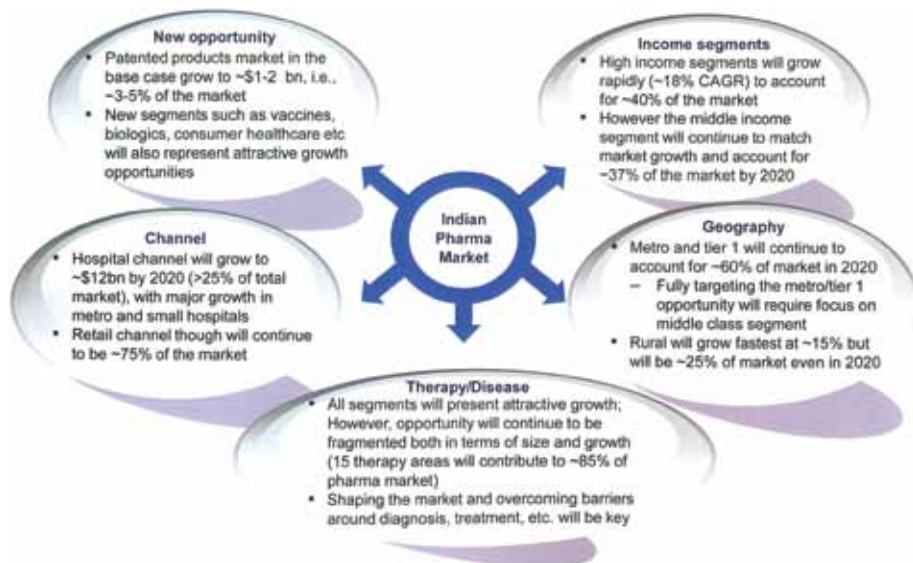 New opportunity
• Patented products market in the
base case grow to ~$1-2 bn, i.e.,
~3-5% of the market
• New segments such as vaccines,
biologics, consumer healthcare etc
will also represent attractive growth
opportunities
Income segments
• High income segments will grow
rapidly (~18% CAGR) to account
for ~40% of the market
• However the middle income
segment will continue to match
market growth and account for
~37% of the market by 2020
Indian
Pharma
Market
Channel
• Hospital channel will grow to
~$12bn by 2020 (>25% of total
market), with major growth in
metro and small hospitals
• Retail channel though will continue
to be ~75% of the market
Geography
• Metro and tier 1 will continue to
account for ~60% of market in 2020
– Fully targeting the metro/tier 1
opportunity will require focus on
middle class segment
• Rural will grow fastest at ~15% but
will be ~25% of market even in 2020
Therapy/Disease
• All segments will present attractive growth;
However, opportunity will continue to be
fragmented both in terms of size and growth
(15 therapy areas will contribute to ~85% of
pharma market)
• Shaping the market and overcoming barriers
around diagnosis, treatment, etc. will be key